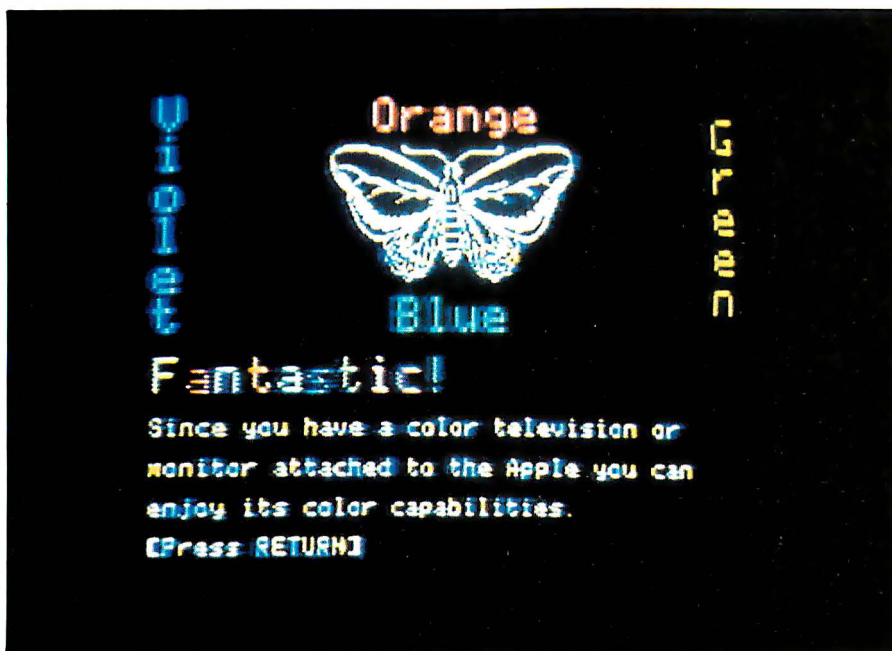 Orange
Violet
Green
Blue
Fantastic!
Since you have a color television or
monitor attached to the Apple you can
enjoy its color capabilities.
[Press RETURN]